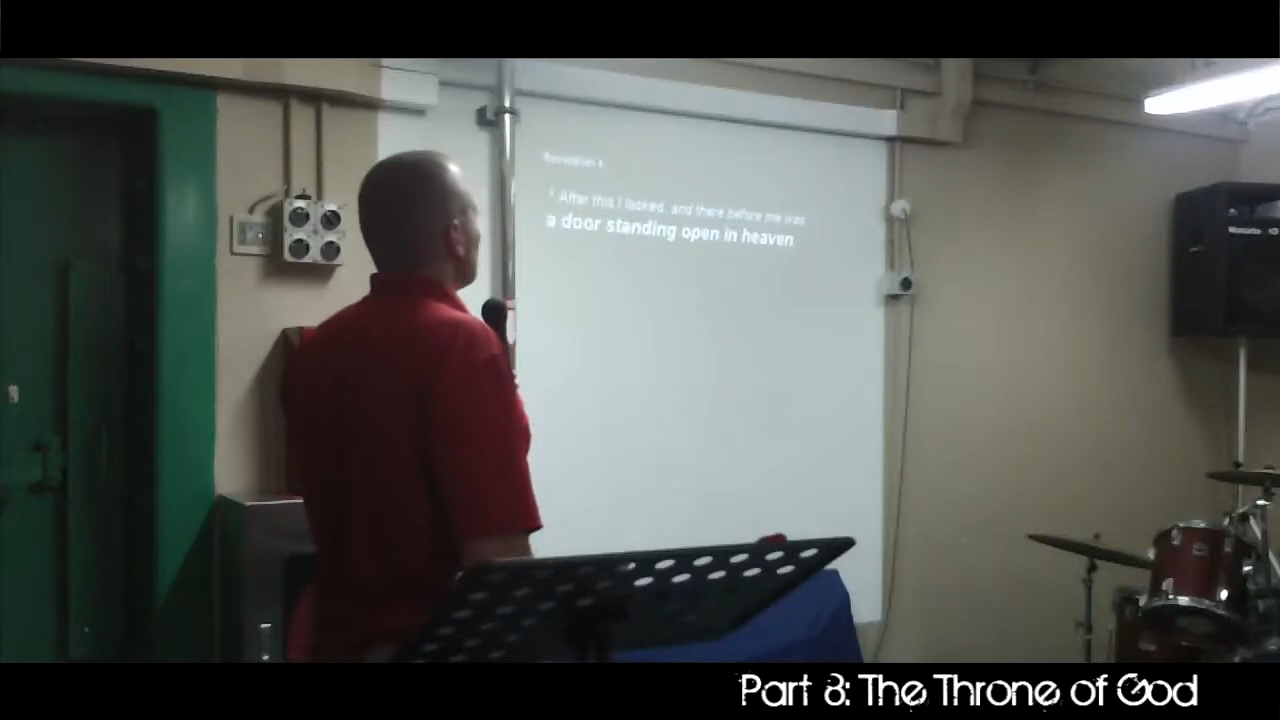 Revelation 4
1 After this I looked, and there before me was
a door standing open in heaven
Part 8: The Throne of God